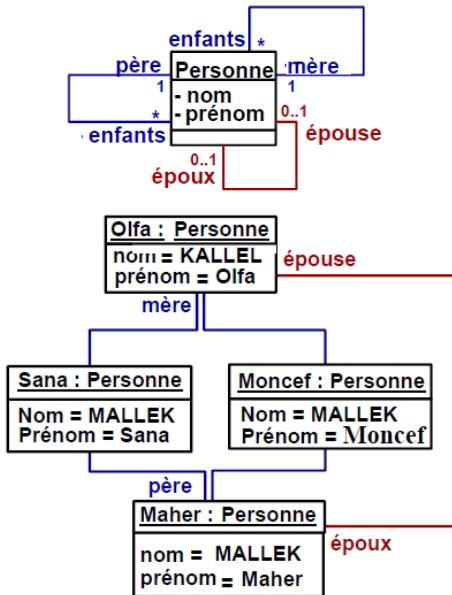 enfants *
père Personne mère
1 1
- nom
* - prénom 0..1
enfants épouse
0..1
époux
Olfa : Personne
nom = KALLEL épouse
prénom = Olfa
mère
Sana : Personne Moncef : Personne
Nom = MALLEK Nom = MALLEK
Prénom = Sana Prénom = Moncef
père
Maher : Personne
époux
nom = MALLEK
prénom = Maher